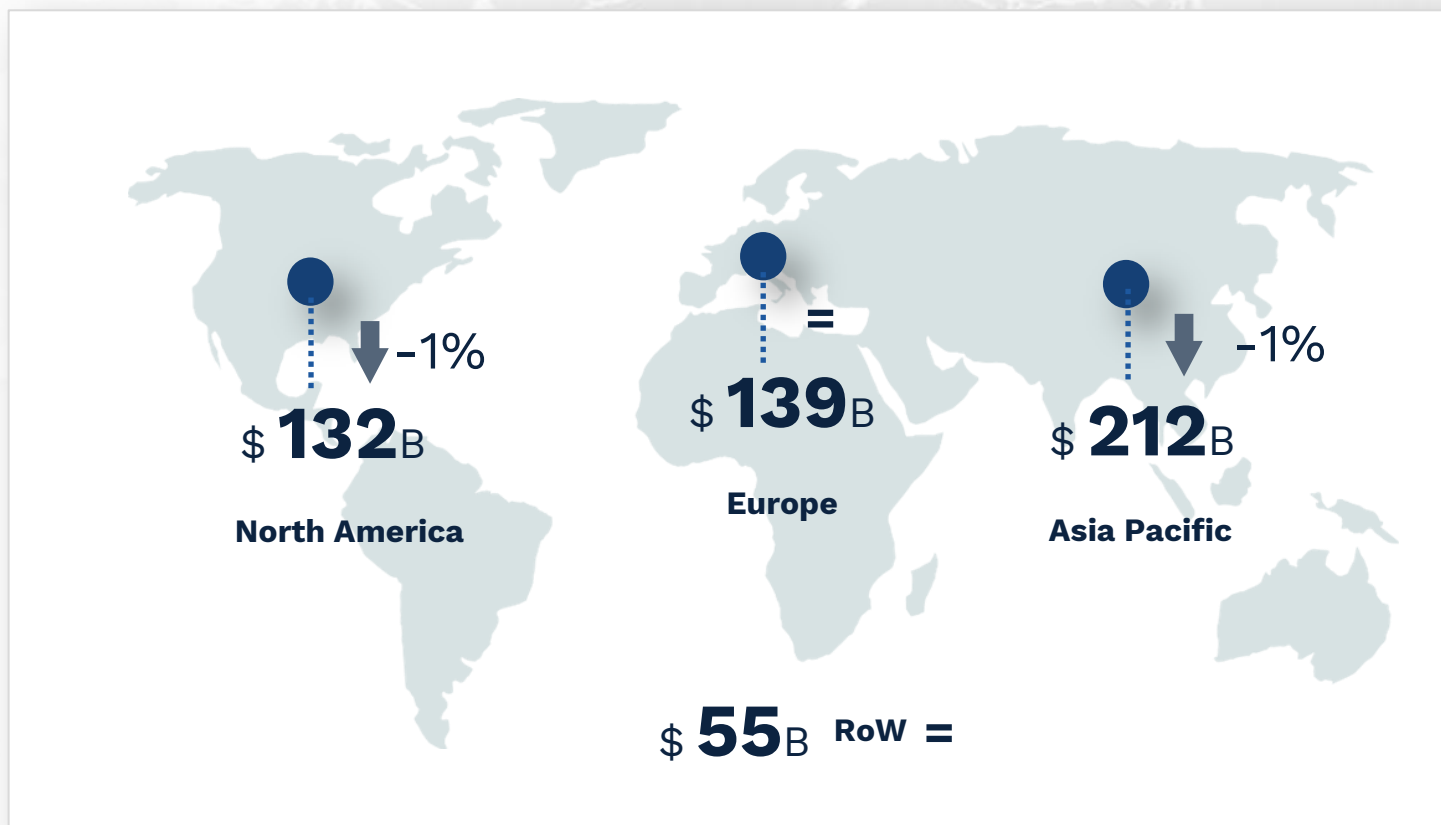 -1%
$ 132B
North America
=
$ 139B
Europe
-1%
$ 212B
Asia Pacific
$ 55B RoW =